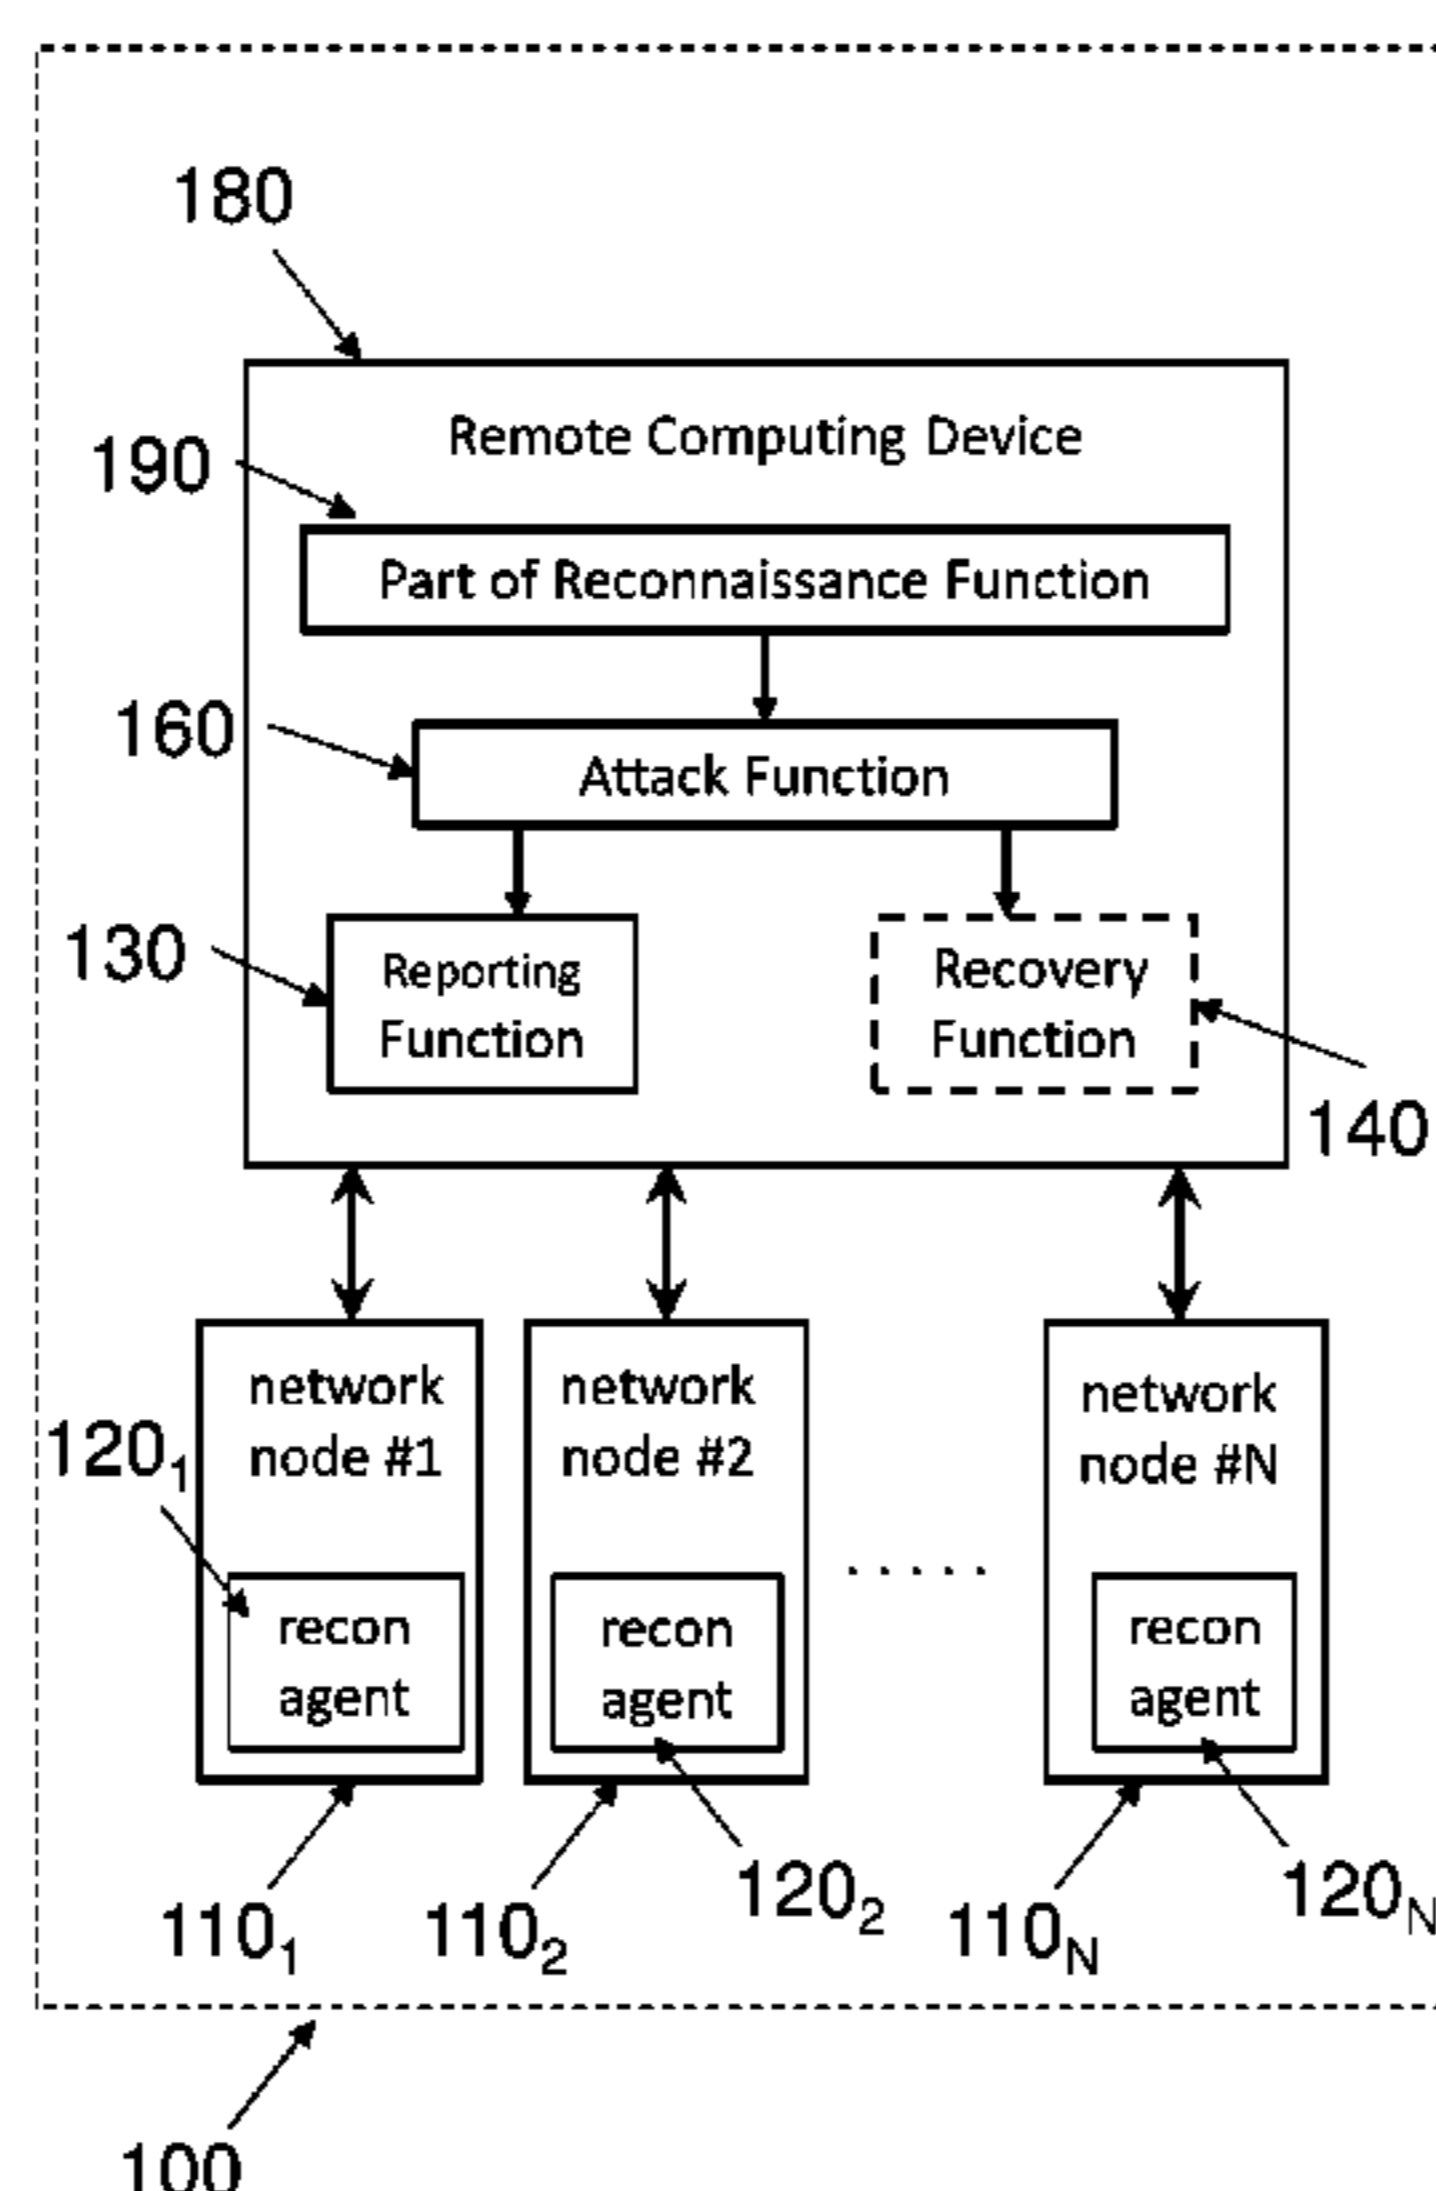 180
Remote Computing Device
190
Part of Reconnaissance Function
160
Attack Function
130
Reporting
Function
Recovery
Function
140
network
node #1
network
node #2
network
node #N
120₁
.....
recon
agent
recon
agent
recon
agent
110₁
110₂
120₂
110N
120N
100